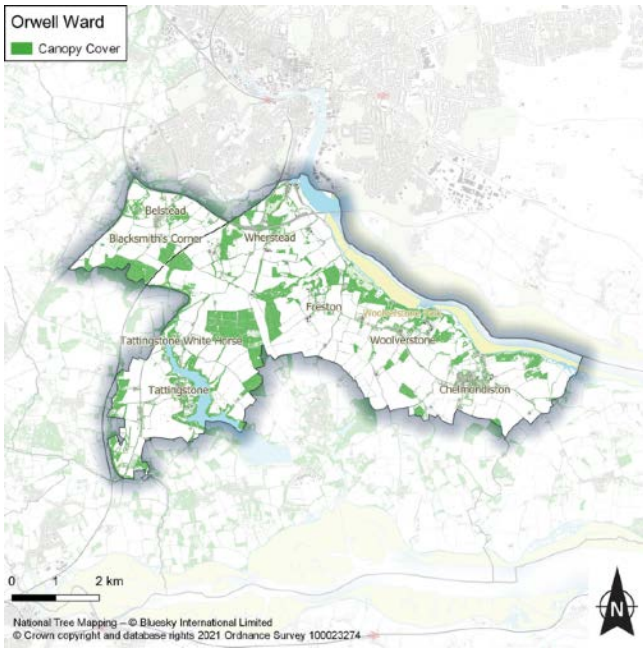 Orwell Ward
Canopy Cover
Belstead
Blacksmith's Corner
Wherstead
Freston
Woolverstone
Tattingstone White Horse
Tattingstone
Chelmondiston
0 1 2 km
N
National Tree Mapping – © Bluesky International Limited
© Crown copyright and database rights 2021 Ordnance Survey 100023274